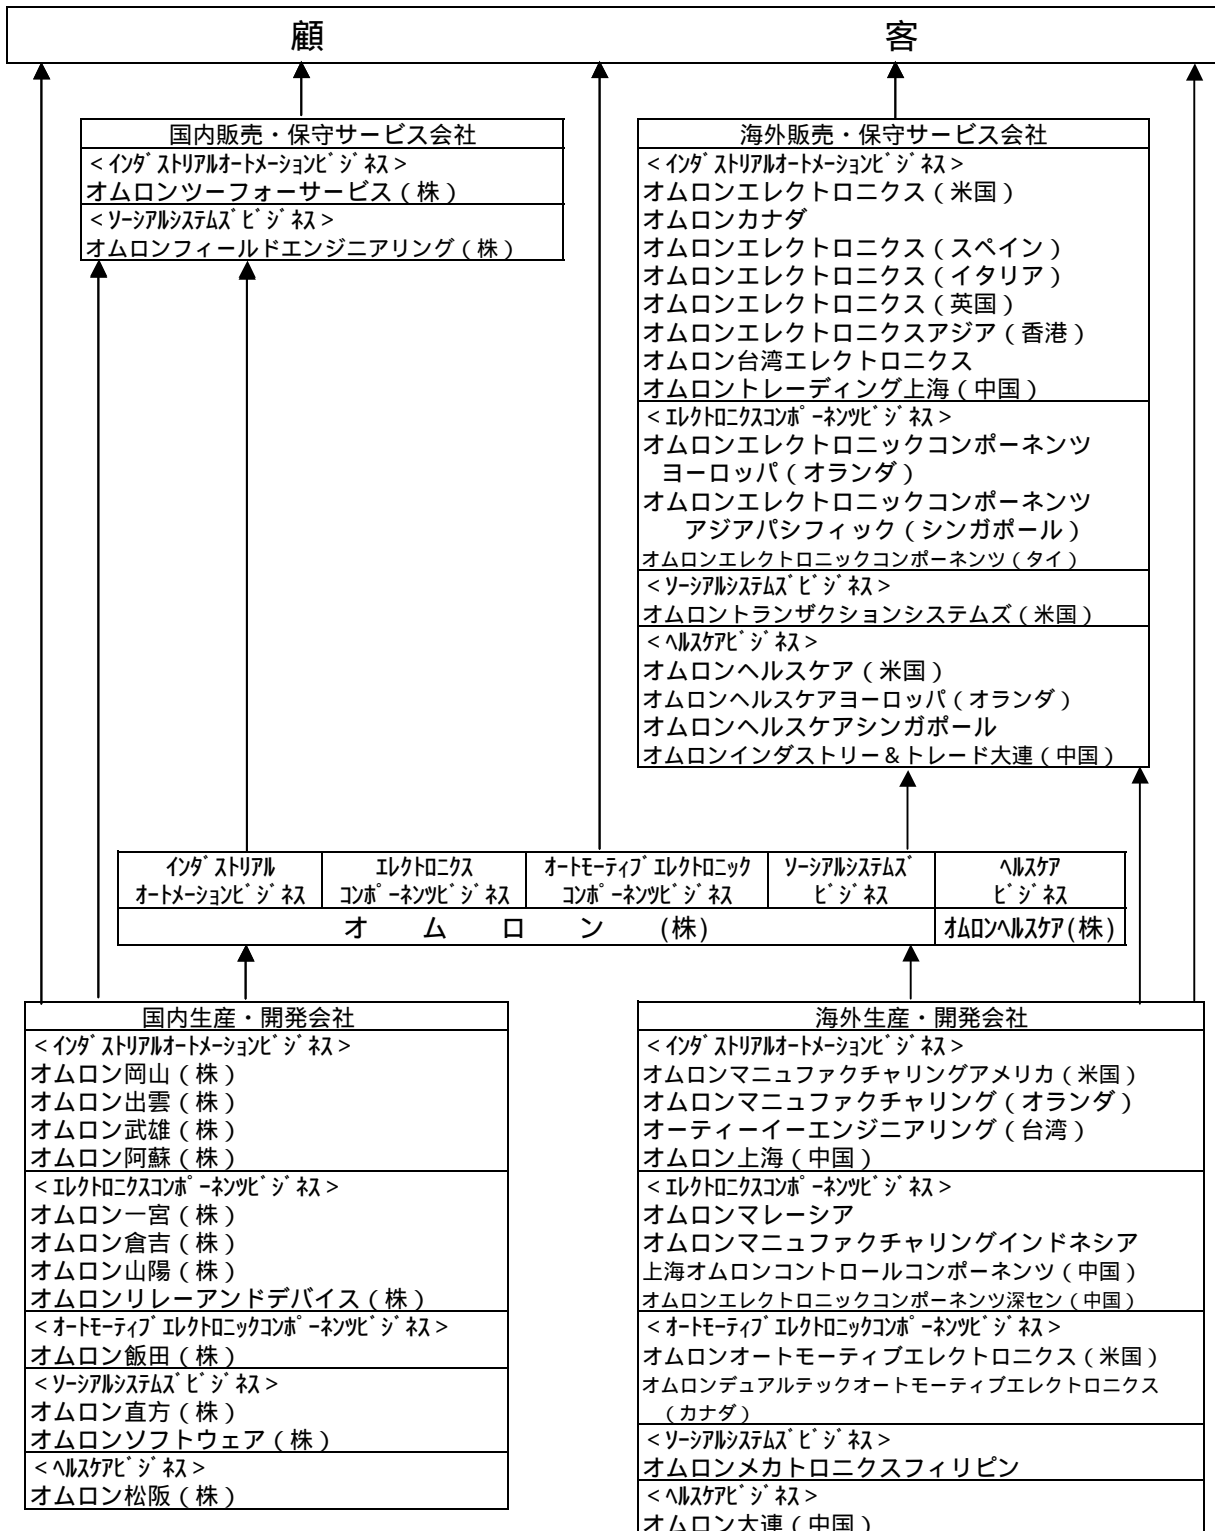 顧 客
国内販売・保守サービス会社
<インダストリアルオートメーションビジネス>
オムロンツーフォーサービス(株)
<ソーシアルシステムズビジネス>
オムロンフィールドエンジニアリング(株)
海外販売・保守サービス会社
<インダストリアルオートメーションビジネス>
オムロンエレクトロニクス(米国)
オムロンカナダ
オムロンエレクトロニクス(スペイン)
オムロンエレクトロニクス(イタリア)
オムロンエレクトロニクス(英国)
オムロンエレクトロニクスアジア(香港)
オムロン台湾エレクトロニクス
オムロントレーディング上海(中国)
<エレクトロニクスコンポーネンツビジネス>
オムロンエレクトロニックコンポーネンツ
ヨーロッパ(オランダ)
オムロンエレクトロニックコンポーネンツ
アジアパシフィック(シンガポール)
オムロンエレクトロニックコンポーネンツ(タイ)
<ソーシアルシステムズビジネス>
オムロントランザクションシステムズ(米国)
<ヘルスケアビジネス>
オムロンヘルスケア(米国)
オムロンヘルスケアヨーロッパ(オランダ)
オムロンヘルスケアシンガポール
オムロンインダストリー&トレード大連(中国)
インダストリアル
オートメーションビジネス
エレクトロニクス
コンポーネンツビジネス
オートモーティブエレクトロニック
コンポーネンツビジネス
ソーシアルシステムズ
ビジネス
ヘルスケア
ビジネス
オ ム ロ ン (株)
オムロンヘルスケア(株)
国内生産・開発会社
<インダストリアルオートメーションビジネス>
オムロン岡山(株)
オムロン出雲(株)
オムロン武雄(株)
オムロン阿蘇(株)
<エレクトロニクスコンポーネンツビジネス>
オムロン一宮(株)
オムロン倉吉(株)
オムロン山陽(株)
オムロンリレーアンドデバイス(株)
<オートモーティブエレクトロニックコンポーネンツビジネス>
オムロン飯田(株)
<ソーシアルシステムズビジネス>
オムロン直方(株)
オムロンソフトウェア(株)
<ヘルスケアビジネス>
オムロン松阪(株)
海外生産・開発会社
<インダストリアルオートメーションビジネス>
オムロンマニュファクチャリングアメリカ(米国)
オムロンマニュファクチャリング(オランダ)
オーティーイーエンジニアリング(台湾)
オムロン上海(中国)
<エレクトロニクスコンポーネンツビジネス>
オムロンマレーシア
オムロンマニュファクチャリングインドネシア
上海オムロンコントロールコンポーネンツ(中国)
オムロンエレクトロニックコンポーネンツ深セン(中国)
<オートモーティブエレクトロニックコンポーネンツビジネス>
オムロンオートモーティブエレクトロニクス(米国)
オムロンデュアルテックオートモーティブエレクトロニクス
(カナダ)
<ソーシアルシステムズビジネス>
オムロンメカトロニクスフィリピン
<ヘルスケアビジネス>
オムロン大連(中国)